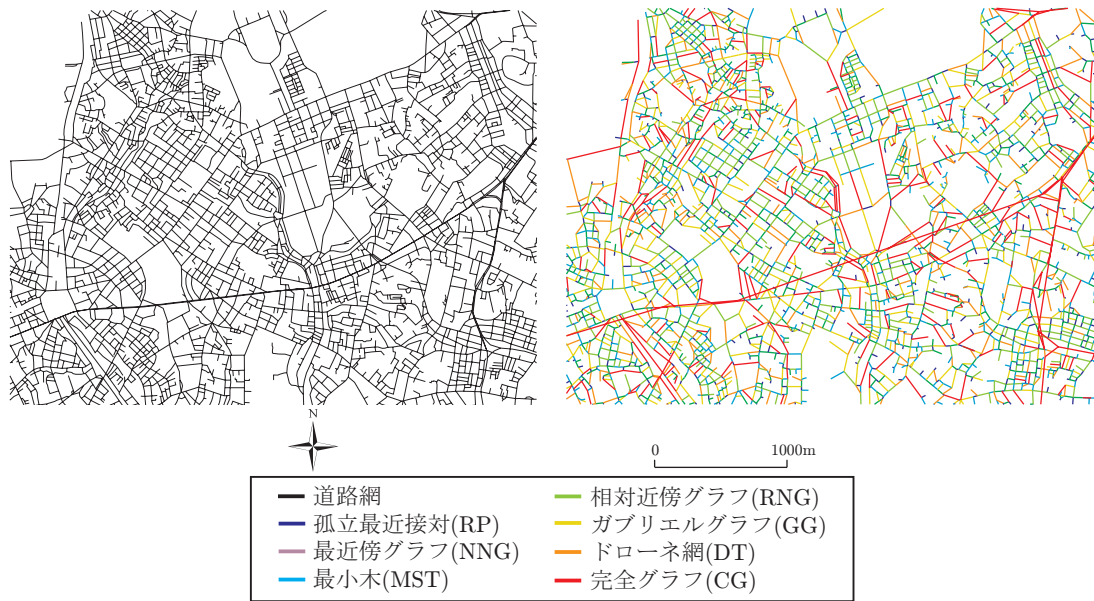 N
0 1000m
道路網
孤立最近接対(RP)
最近傍グラフ(NNG)
最小木(MST)
相対近傍グラフ(RNG)
ガブリエルグラフ(GG)
ドローネ網(DT)
完全グラフ(CG)